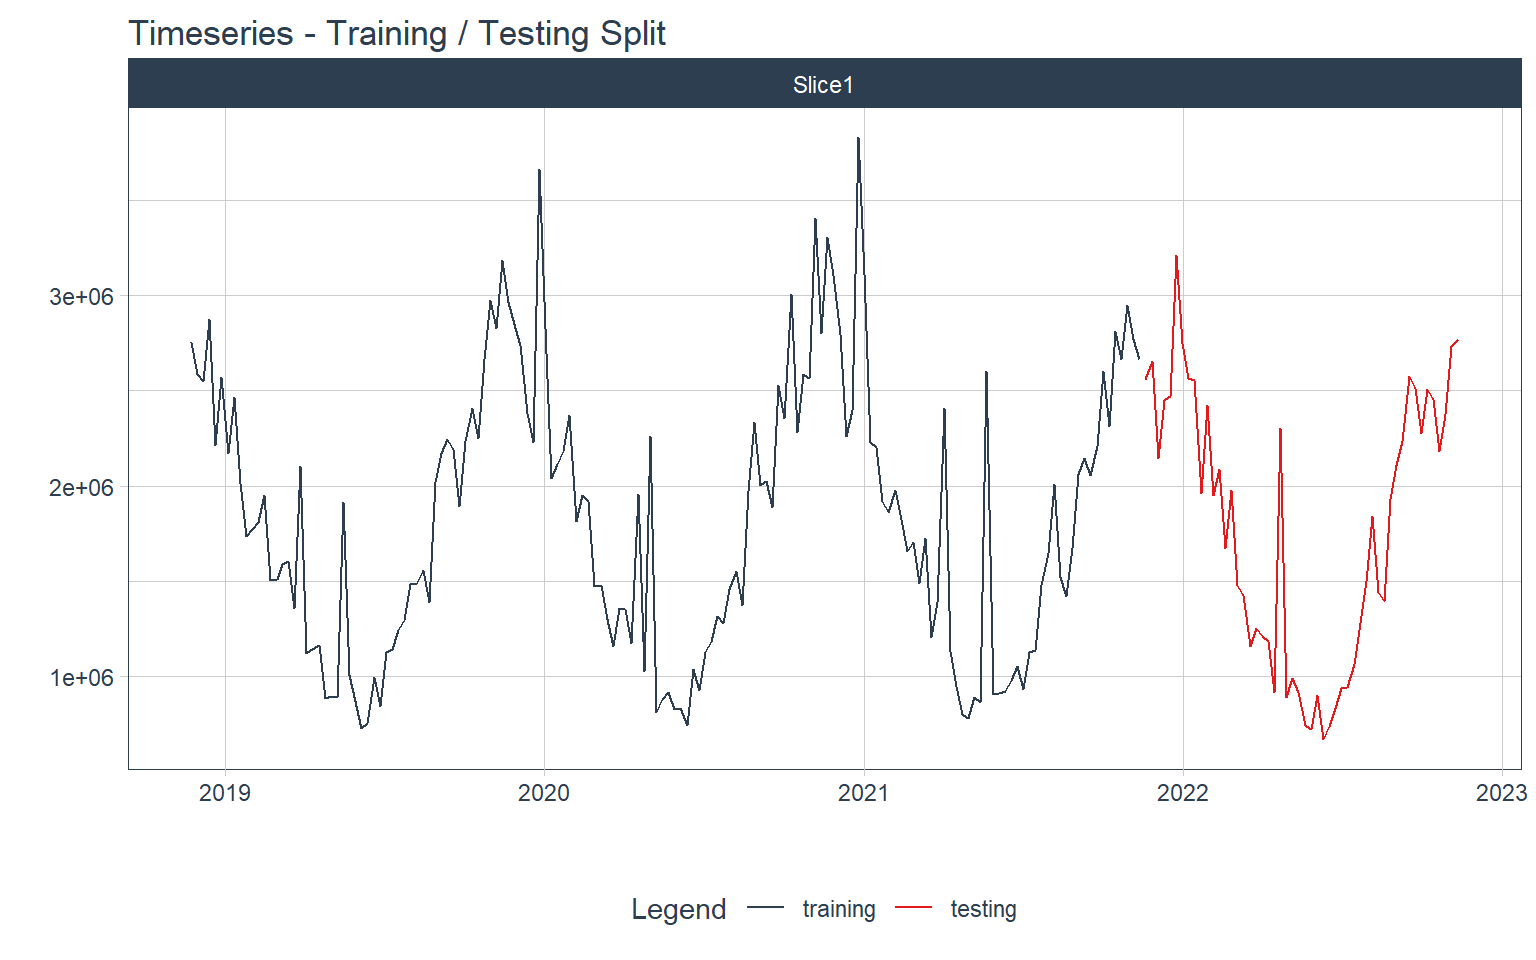 Timeseries - Training / Testing Split
Slice1
3e+06
2e+06
1e+06
2019 2020 2021 2022 2023
Legend training testing